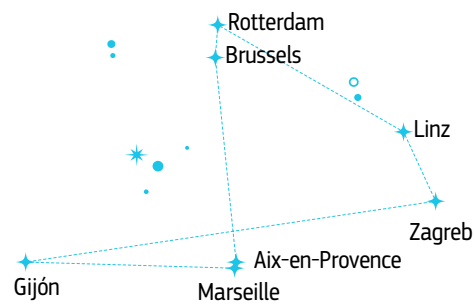 Rotterdam
Brussels
Linz
Zagreb
Aix-en-Provence
Gijón
Marseille